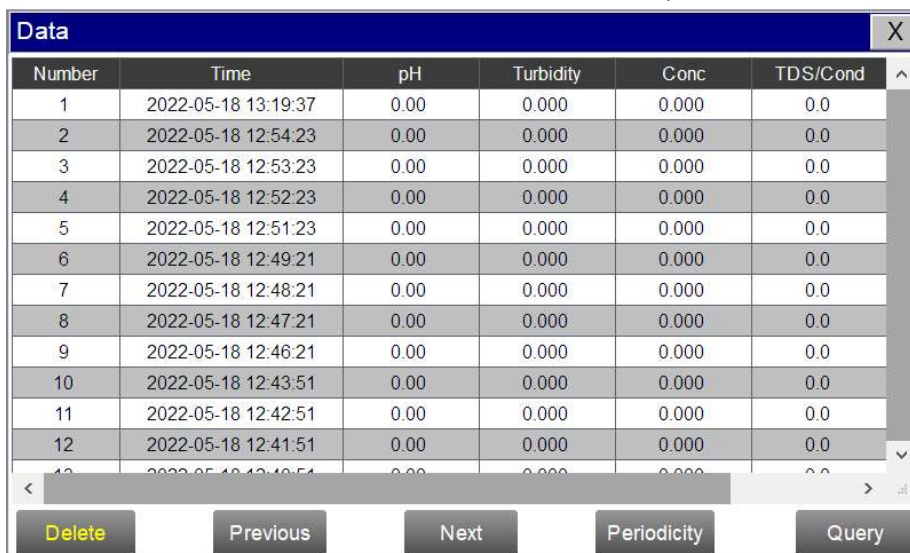 Data X
Number Time pH Turbidity Conc TDS/Cond
1 2022-05-18 13:19:37 0.00 0.000 0.000 0.0
2 2022-05-18 12:54:23 0.00 0.000 0.000 0.0
3 2022-05-18 12:53:23 0.00 0.000 0.000 0.0
4 2022-05-18 12:52:23 0.00 0.000 0.000 0.0
5 2022-05-18 12:51:23 0.00 0.000 0.000 0.0
6 2022-05-18 12:49:21 0.00 0.000 0.000 0.0
7 2022-05-18 12:48:21 0.00 0.000 0.000 0.0
8 2022-05-18 12:47:21 0.00 0.000 0.000 0.0
9 2022-05-18 12:46:21 0.00 0.000 0.000 0.0
10 2022-05-18 12:43:51 0.00 0.000 0.000 0.0
11 2022-05-18 12:42:51 0.00 0.000 0.000 0.0
12 2022-05-18 12:41:51 0.00 0.000 0.000 0.0
Delete Previous Next Periodicity Query